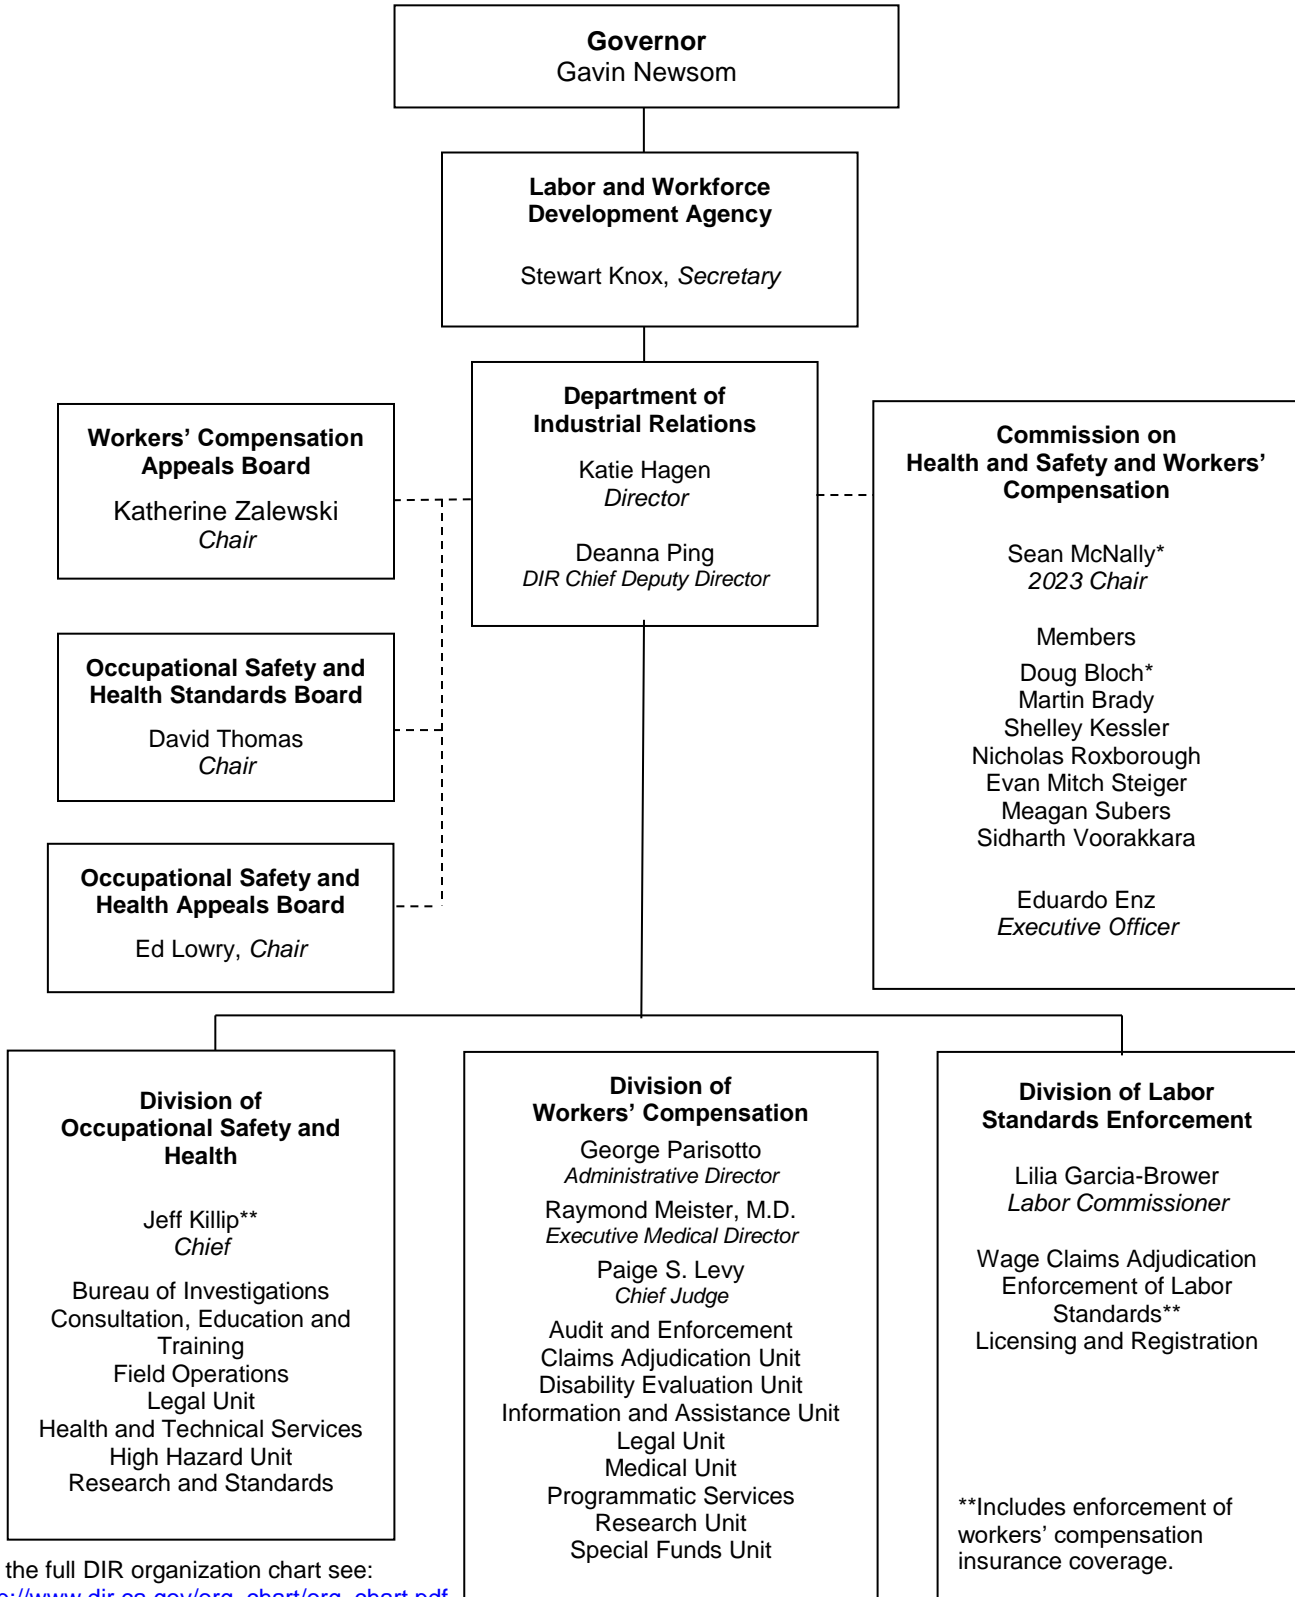 Governor
Gavin Newsom
Labor and Workforce
Development Agency
Stewart Knox, Secretary
Department of
Industrial Relations
Katie Hagen
Director
Deanna Ping
DIR Chief Deputy Director
Workers’ Compensation
Appeals Board
Katherine Zalewski
Chair
Occupational Safety and
Health Standards Board
David Thomas
Chair
Occupational Safety and
Health Appeals Board
Ed Lowry, Chair
Commission on
Health and Safety and Workers’
Compensation
Sean McNally*
2023 Chair
Members
Doug Bloch*
Martin Brady
Shelley Kessler
Nicholas Roxborough
Evan Mitch Steiger
Meagan Subers
Sidharth Voorakkara
Eduardo Enz
Executive Officer
Division of
Occupational Safety and
Health
Jeff Killip**
Chief
Bureau of Investigations
Consultation, Education and
Training
Field Operations
Legal Unit
Health and Technical Services
High Hazard Unit
Research and Standards
Division of
Workers’ Compensation
George Parisotto
Administrative Director
Raymond Meister, M.D.
Executive Medical Director
Paige S. Levy
Chief Judge
Audit and Enforcement
Claims Adjudication Unit
Disability Evaluation Unit
Information and Assistance Unit
Legal Unit
Medical Unit
Programmatic Services
Research Unit
Special Funds Unit
Division of Labor
Standards Enforcement
Lilia Garcia-Brower
Labor Commissioner
Wage Claims Adjudication
Enforcement of Labor
Standards**
Licensing and Registration
**Includes enforcement of
workers’ compensation
insurance coverage.
the full DIR organization chart see:
://www.dir.ca.gov/org_chart/org_chart.pdf